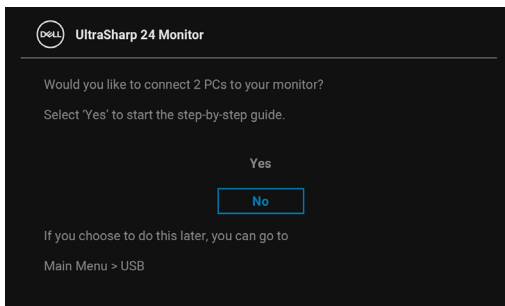 DELL UltraSharp 24 Monitor
Would you like to connect 2 PCs to your monitor?
Select ‘Yes’ to start the step-by-step guide.
Yes
No
If you choose to do this later, you can go to
Main Menu > USB